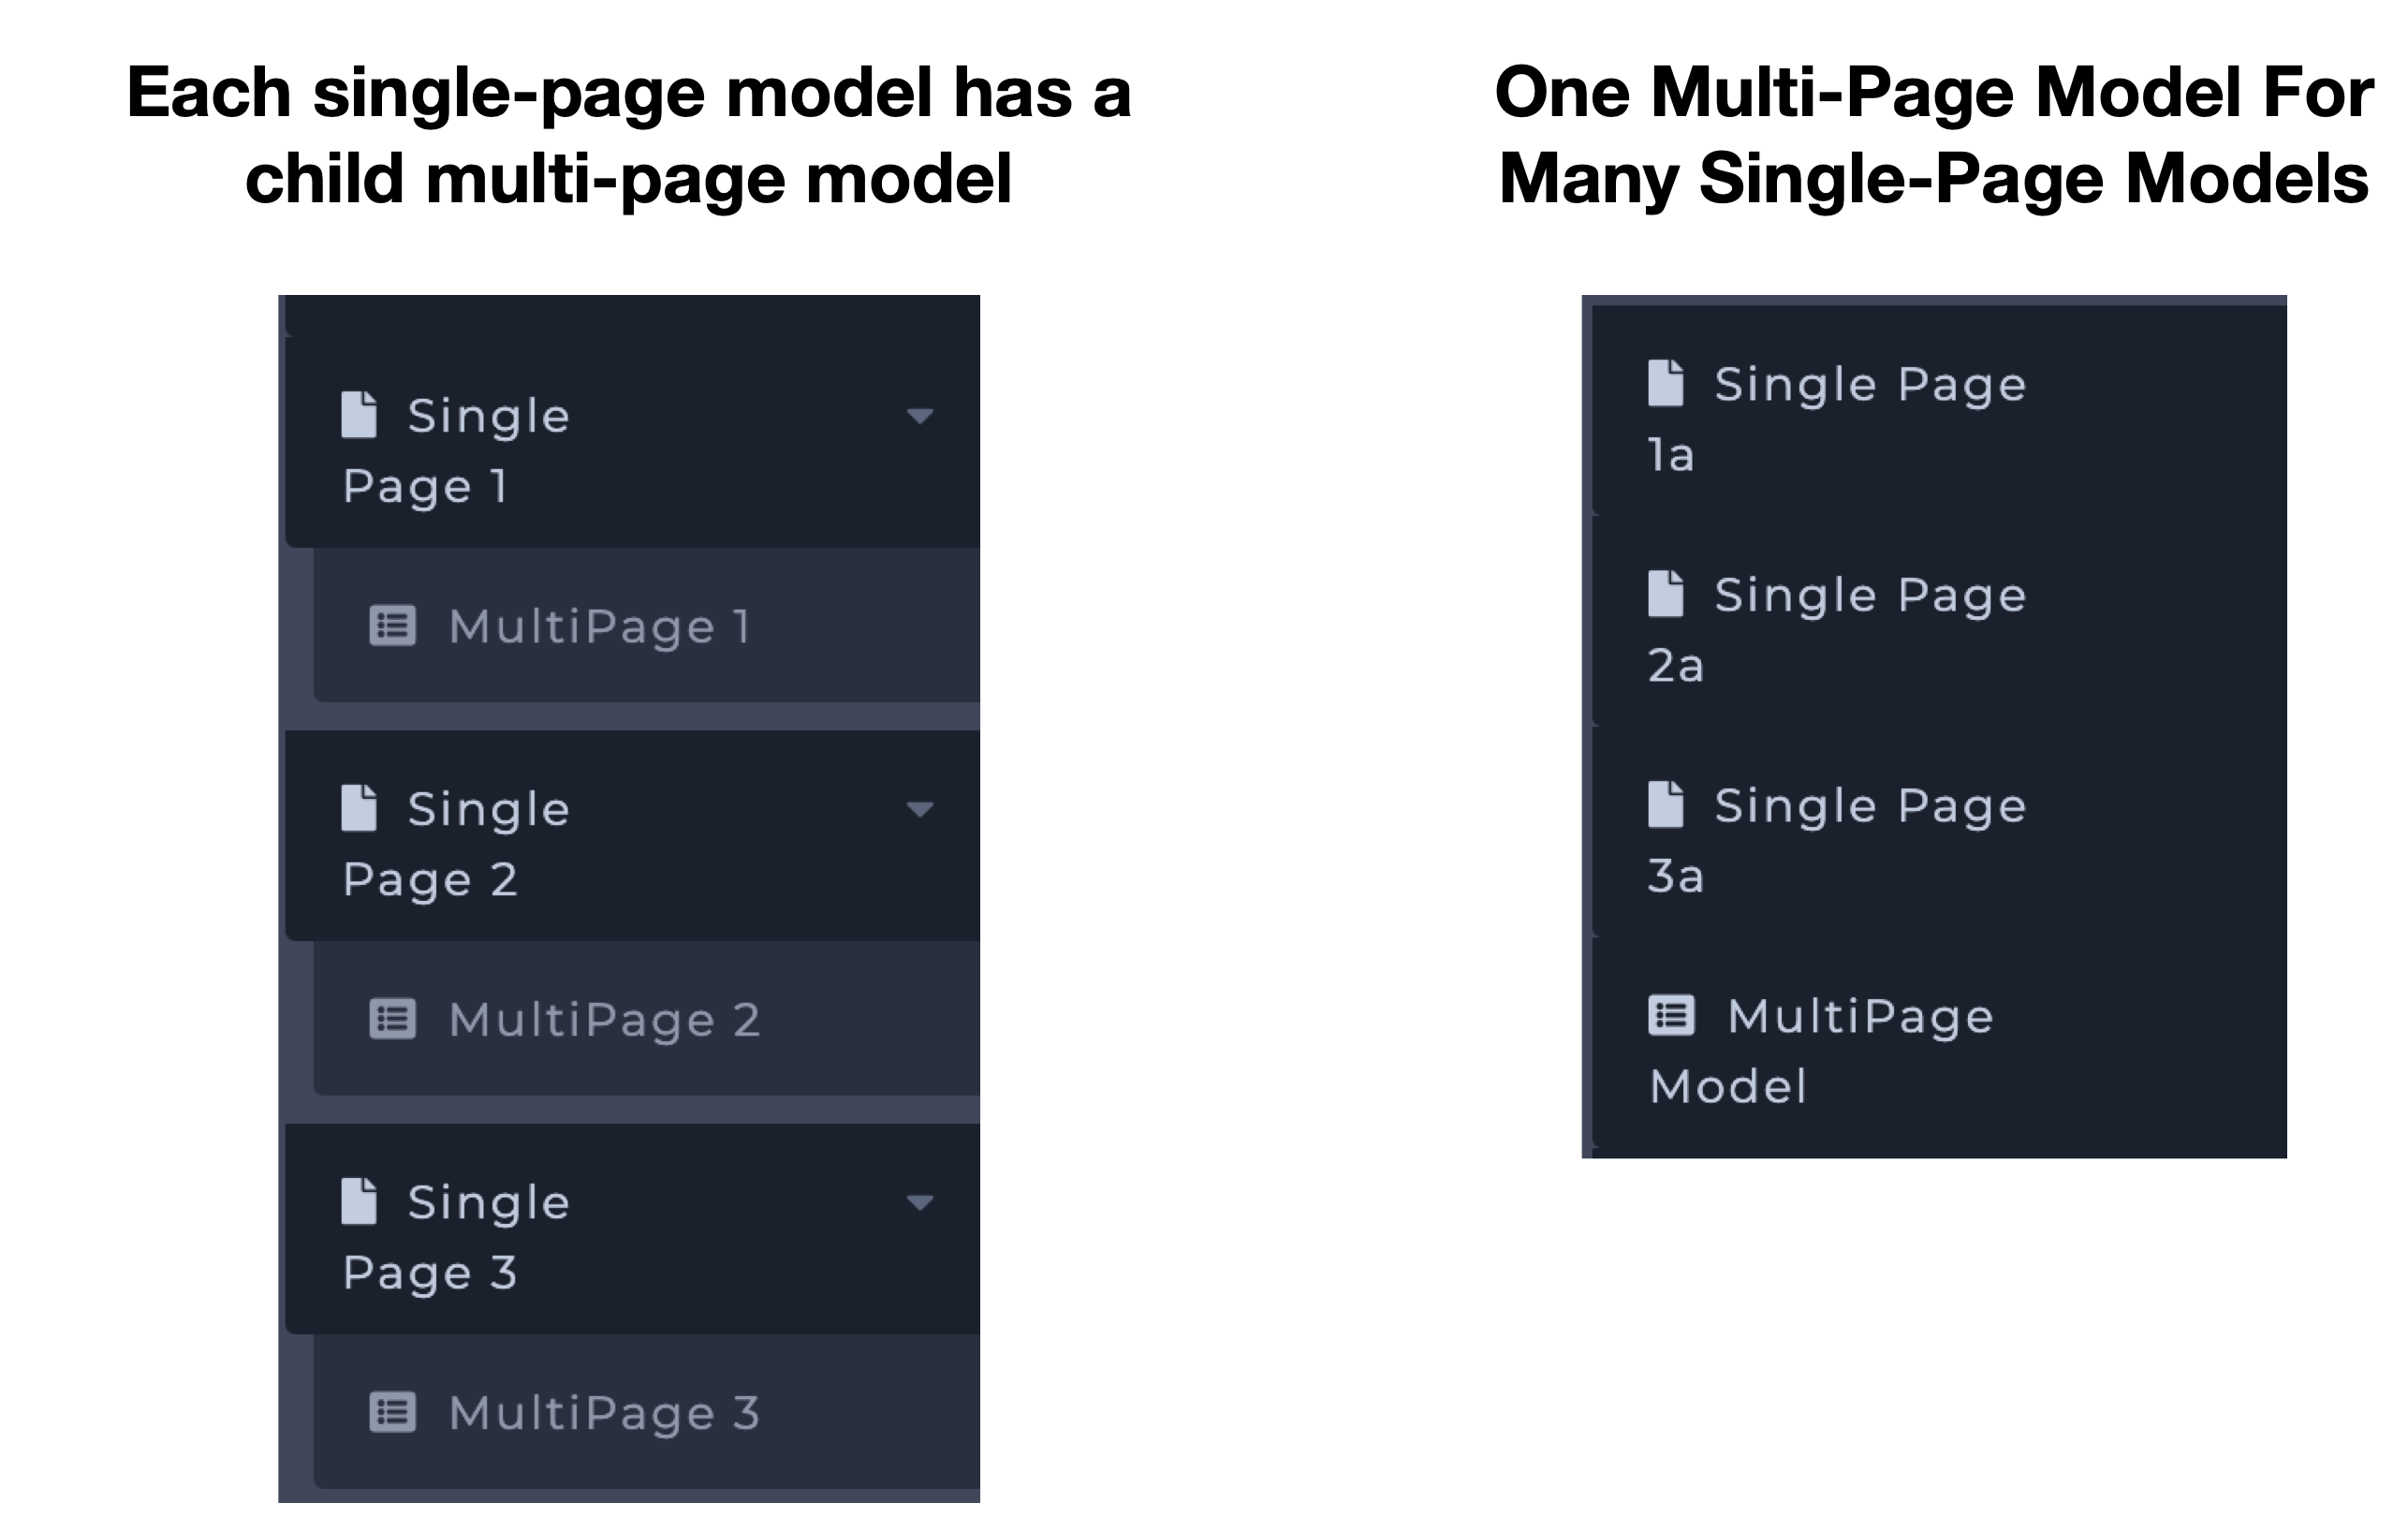 Each single-page model has a
child multi-page model
Single
Page 1
MultiPage 1
Single
Page 2
MultiPage 2
Single
Page 3
MultiPage 3
One Multi-Page Model For
Many Single-Page Models
Single Page
1a
Single Page
2a
Single Page
3a
MultiPage
Model